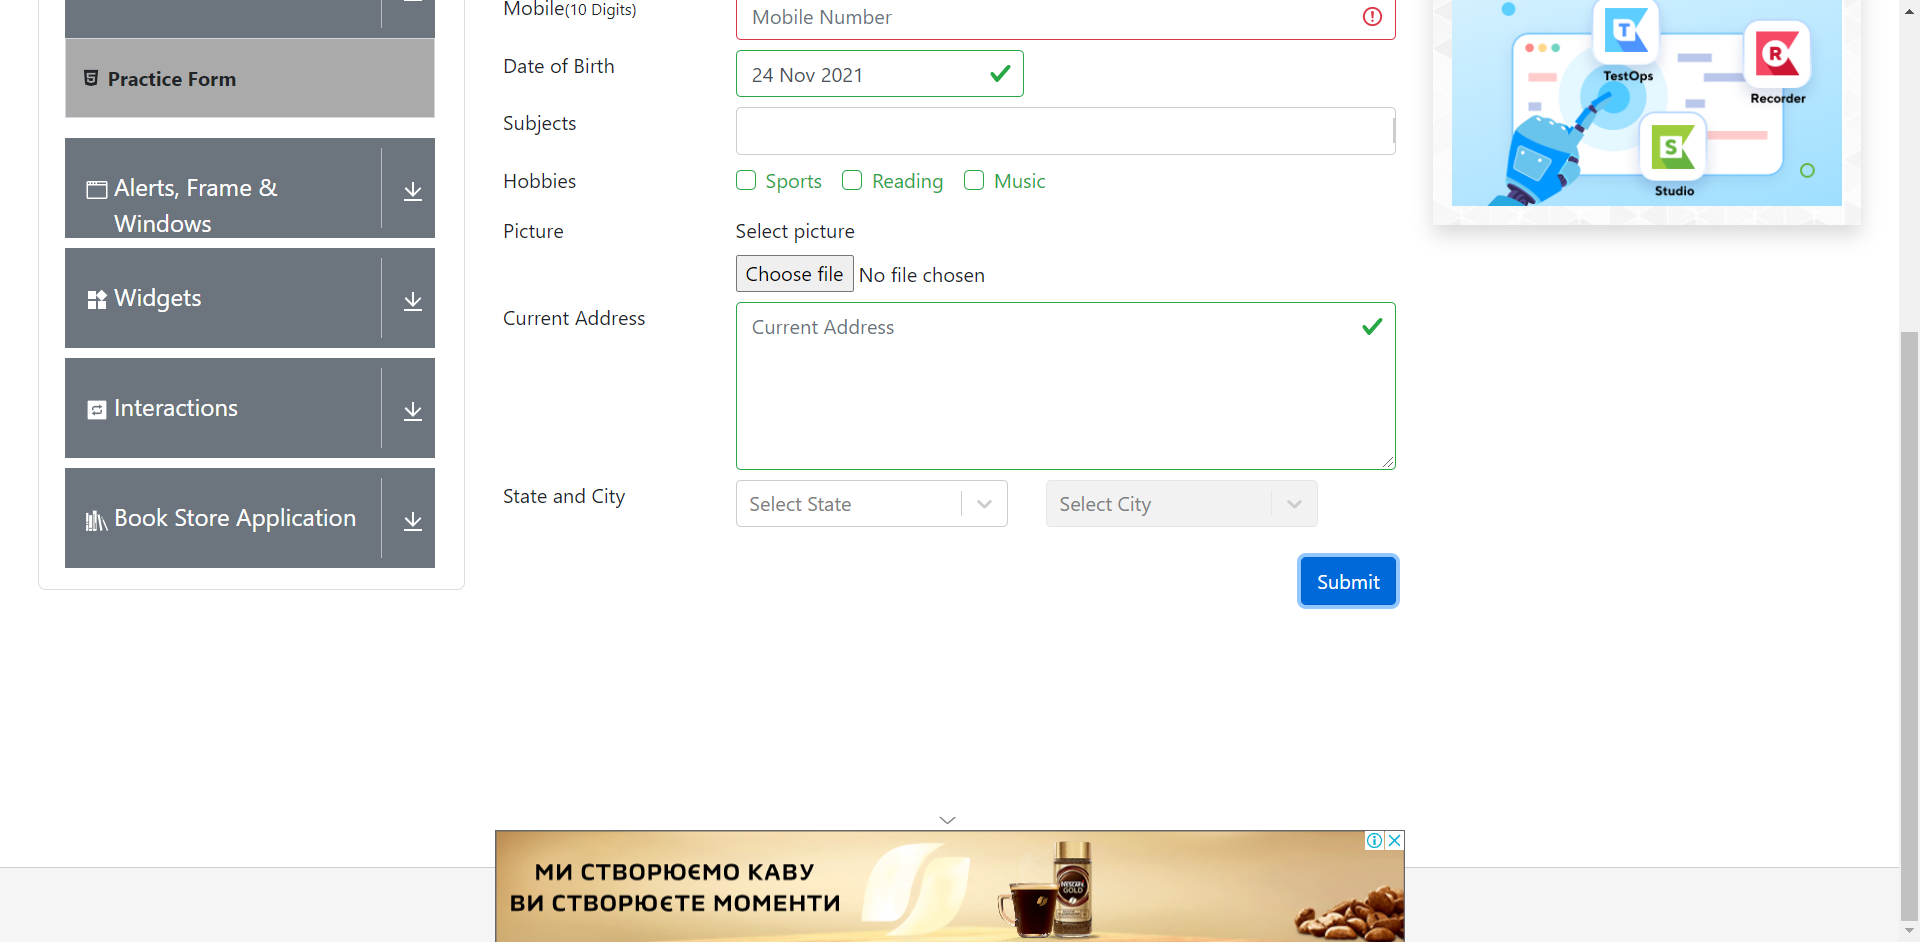 Practice Form
Alerts, Frame &
Windows
Widgets
Interactions
Book Store Application
Mobile(10 Digits)
Mobile Number
Date of Birth
24 Nov 2021
Subjects
Hobbies
Sports
Reading
Music
Picture
Select picture
Choose file
No file chosen
Current Address
Current Address
State and City
Select State
Select City
Submit
T
TestOps
R
Recorder
S
Studio
МИ СТВОРЮЄМО КАВУ
ВИ СТВОРЮЄТЕ МОМЕНТИ
NESCAFÉ
GOLD